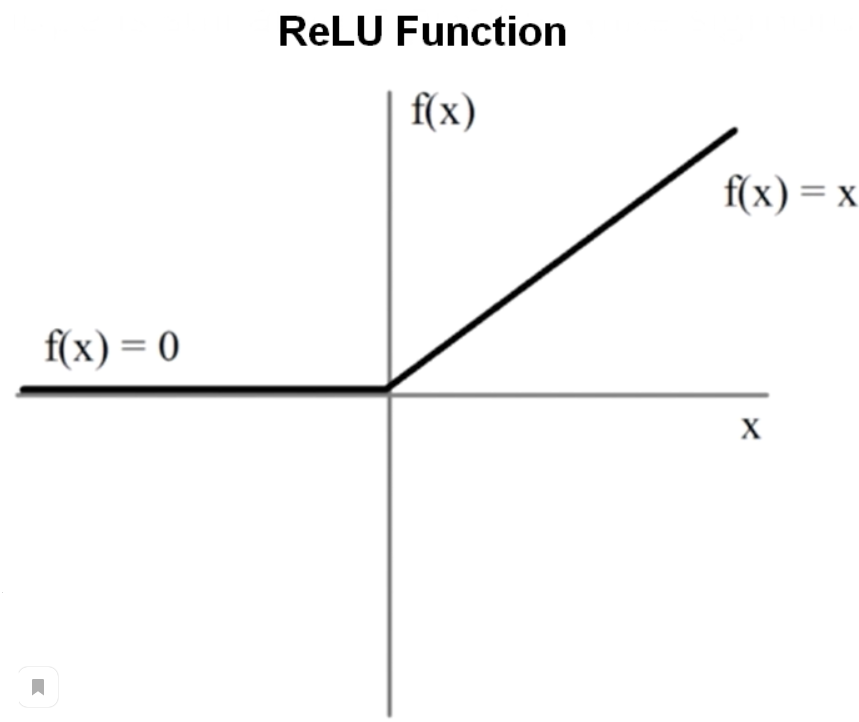 ReLU Function
f(x)
f(x) = x
f(x) = 0
x